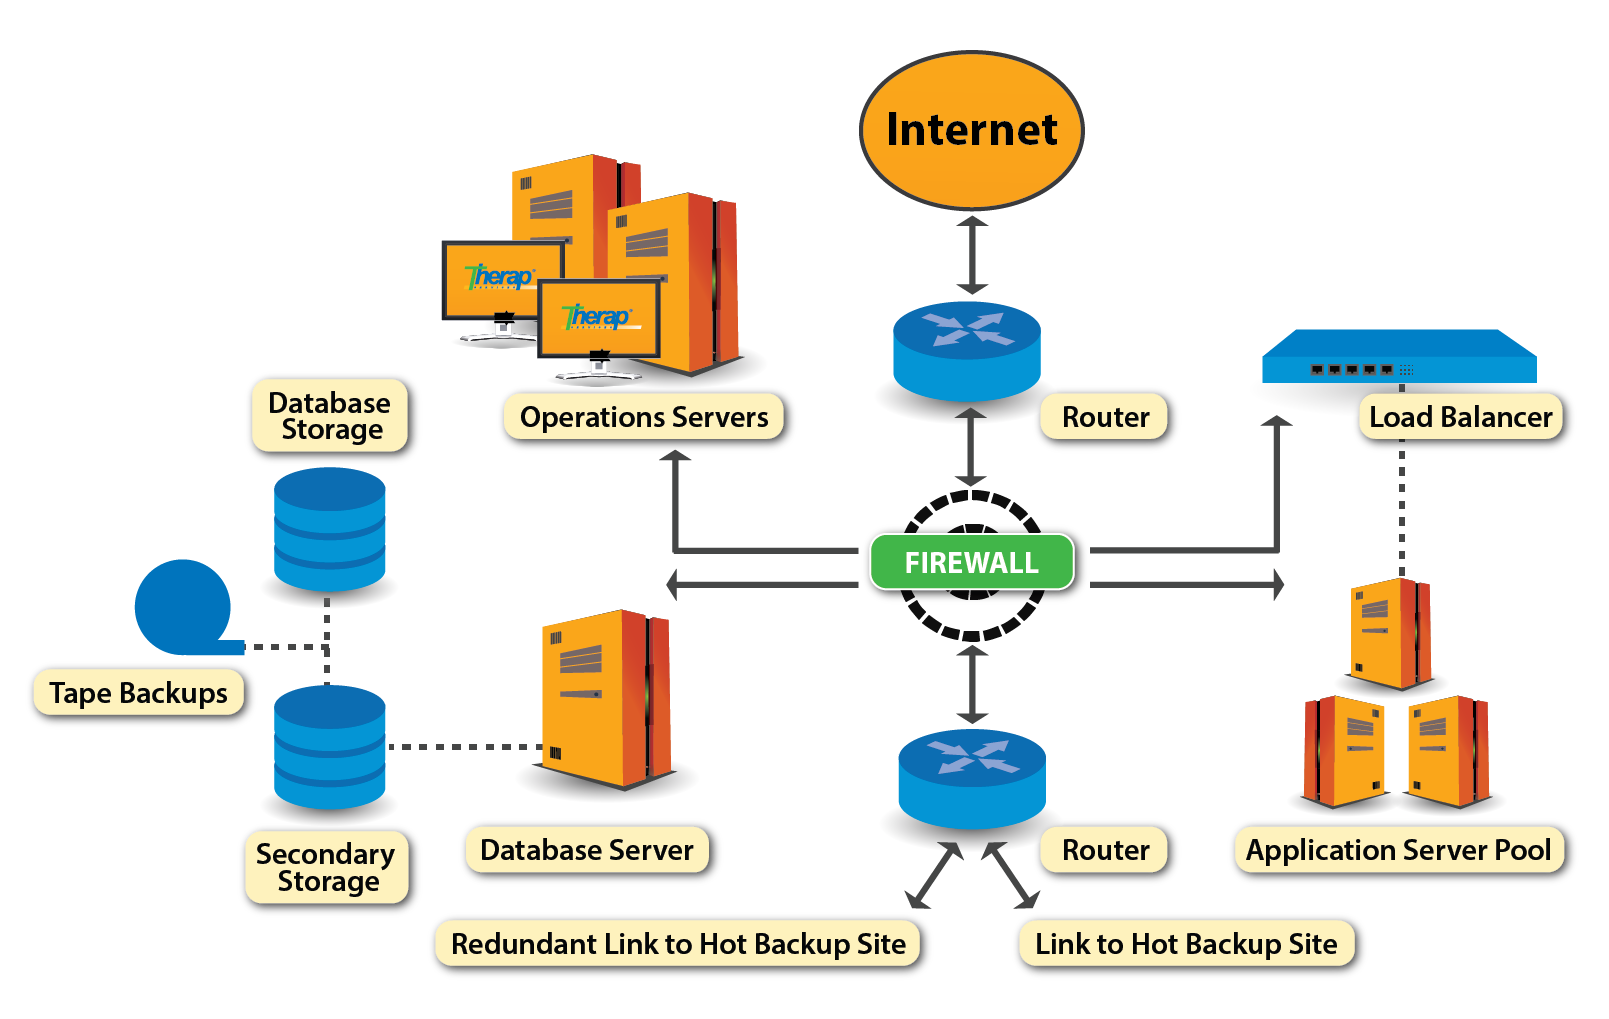 Internet
Therap
Therap
Database
Storage
Operations Servers
Router
Load Balancer
FIREWALL
Tape Backups
Secondary
Storage
Database Server
Router
Application Server Pool
Redundant Link to Hot Backup Site
Link to Hot Backup Site